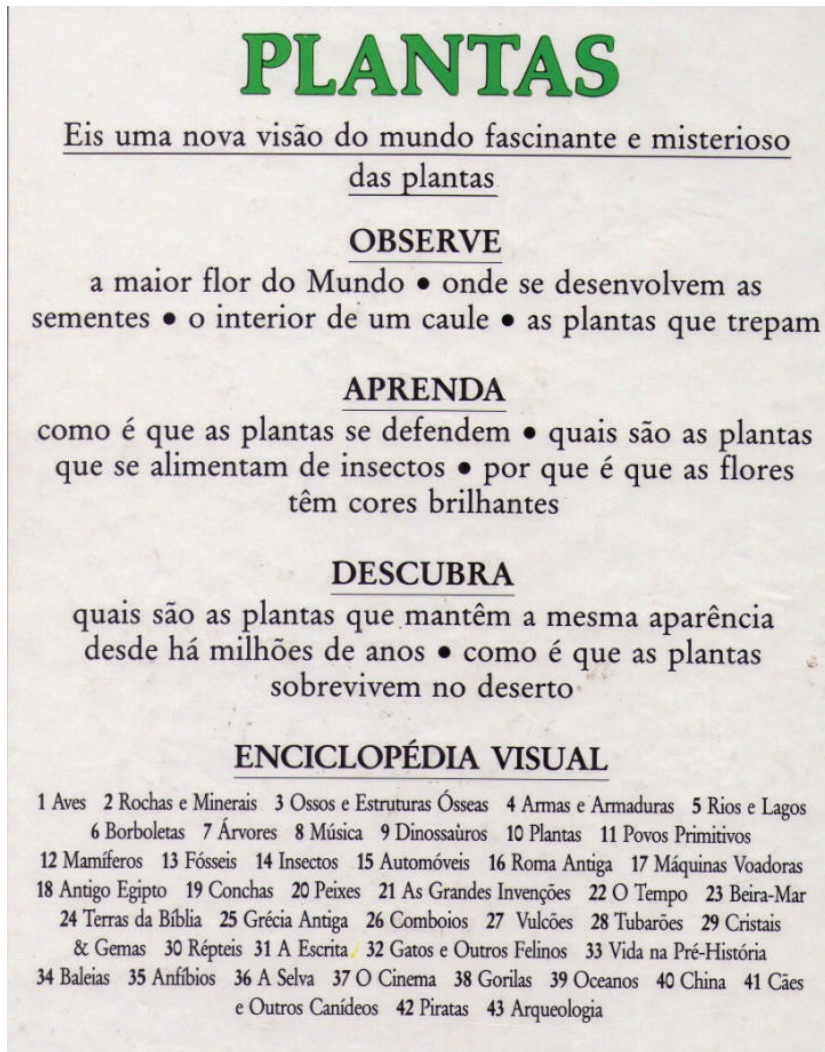 PLANTAS
Eis uma nova visão do mundo fascinante e misterioso
das plantas
OBSERVE
a maior flor do Mundo • onde se desenvolvem as
sementes • o interior de um caule • as plantas que trepam
APRENDA
como é que as plantas se defendem • quais são as plantas
que se alimentam de insectos • por que é que as flores
têm cores brilhantes
DESCUBRA
quais são as plantas que mantêm a mesma aparência
desde há milhões de anos • como é que as plantas
sobrevivem no deserto
ENCICLOPÉDIA VISUAL
1 Aves 2 Rochas e Minerais 3 Ossos e Estruturas Ósseas 4 Armas e Armaduras 5 Rios e Lagos
6 Borboletas 7 Árvores 8 Música 9 Dinossaùros 10 Plantas 11 Povos Primitivos
12 Mamíferos 13 Fósseis 14 Insectos 15 Automóveis 16 Roma Antiga 17 Máquinas Voadoras
18 Antigo Egipto 19 Conchas 20 Peixes 21 As Grandes Invenções 22 O Tempo 23 Beira-Mar
24 Terras da Bíblia 25 Grécia Antiga 26 Comboios 27 Vulcões 28 Tubarões 29 Cristais
& Gemas 30 Répteis 31 A Escrita 32 Gatos e Outros Felinos 33 Vida na Pré-História
34 Baleias 35 Anfíbios 36 A Selva 37 O Cinema 38 Gorilas 39 Oceanos 40 China 41 Cães
e Outros Canídeos 42 Piratas 43 Arqueologia